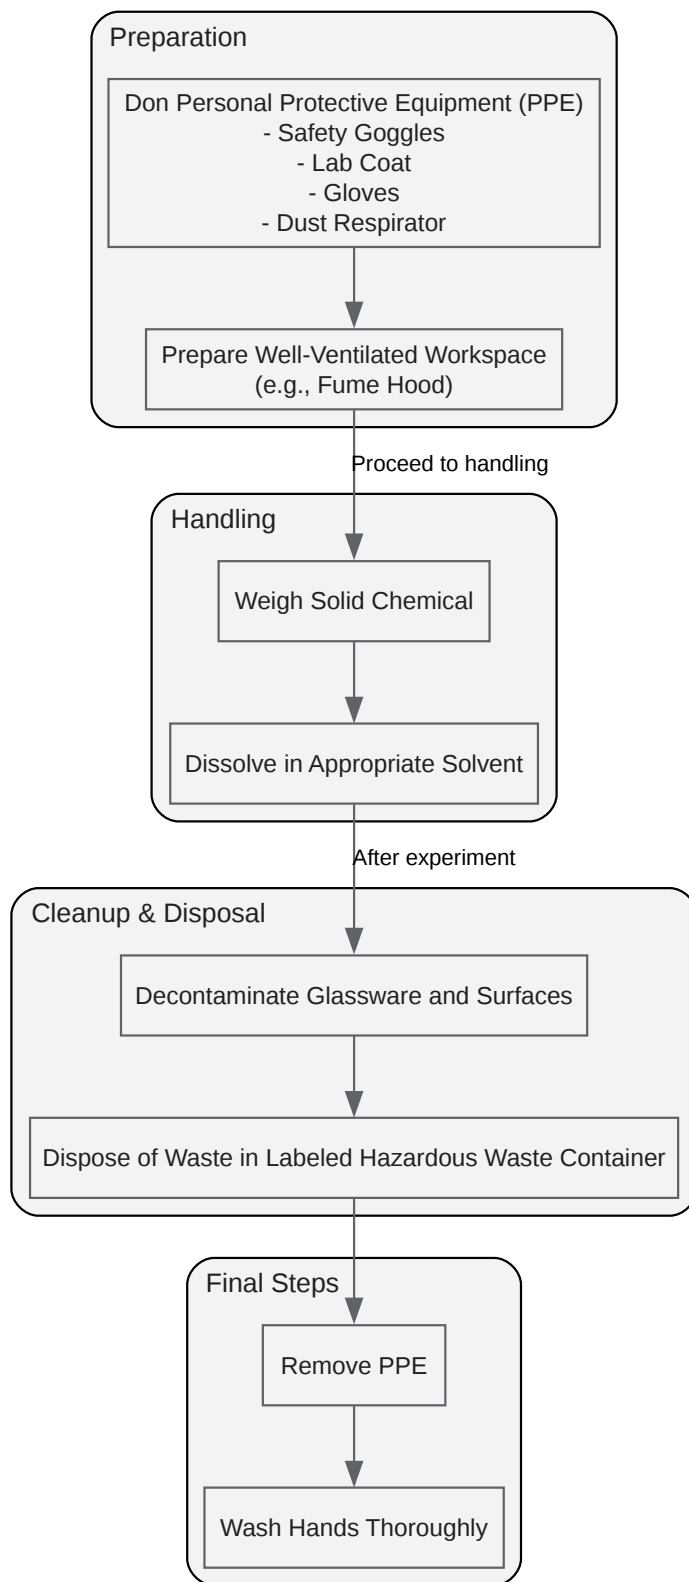 Preparation
Don Personal Protective Equipment (PPE)
- Safety Goggles
- Lab Coat
- Gloves
- Dust Respirator
Prepare Well-Ventilated Workspace
(e.g., Fume Hood)
Proceed to handling
Handling
Weigh Solid Chemical
Dissolve in Appropriate Solvent
After experiment
Cleanup & Disposal
Decontaminate Glassware and Surfaces
Dispose of Waste in Labeled Hazardous Waste Container
Final Steps
Remove PPE
Wash Hands Thoroughly